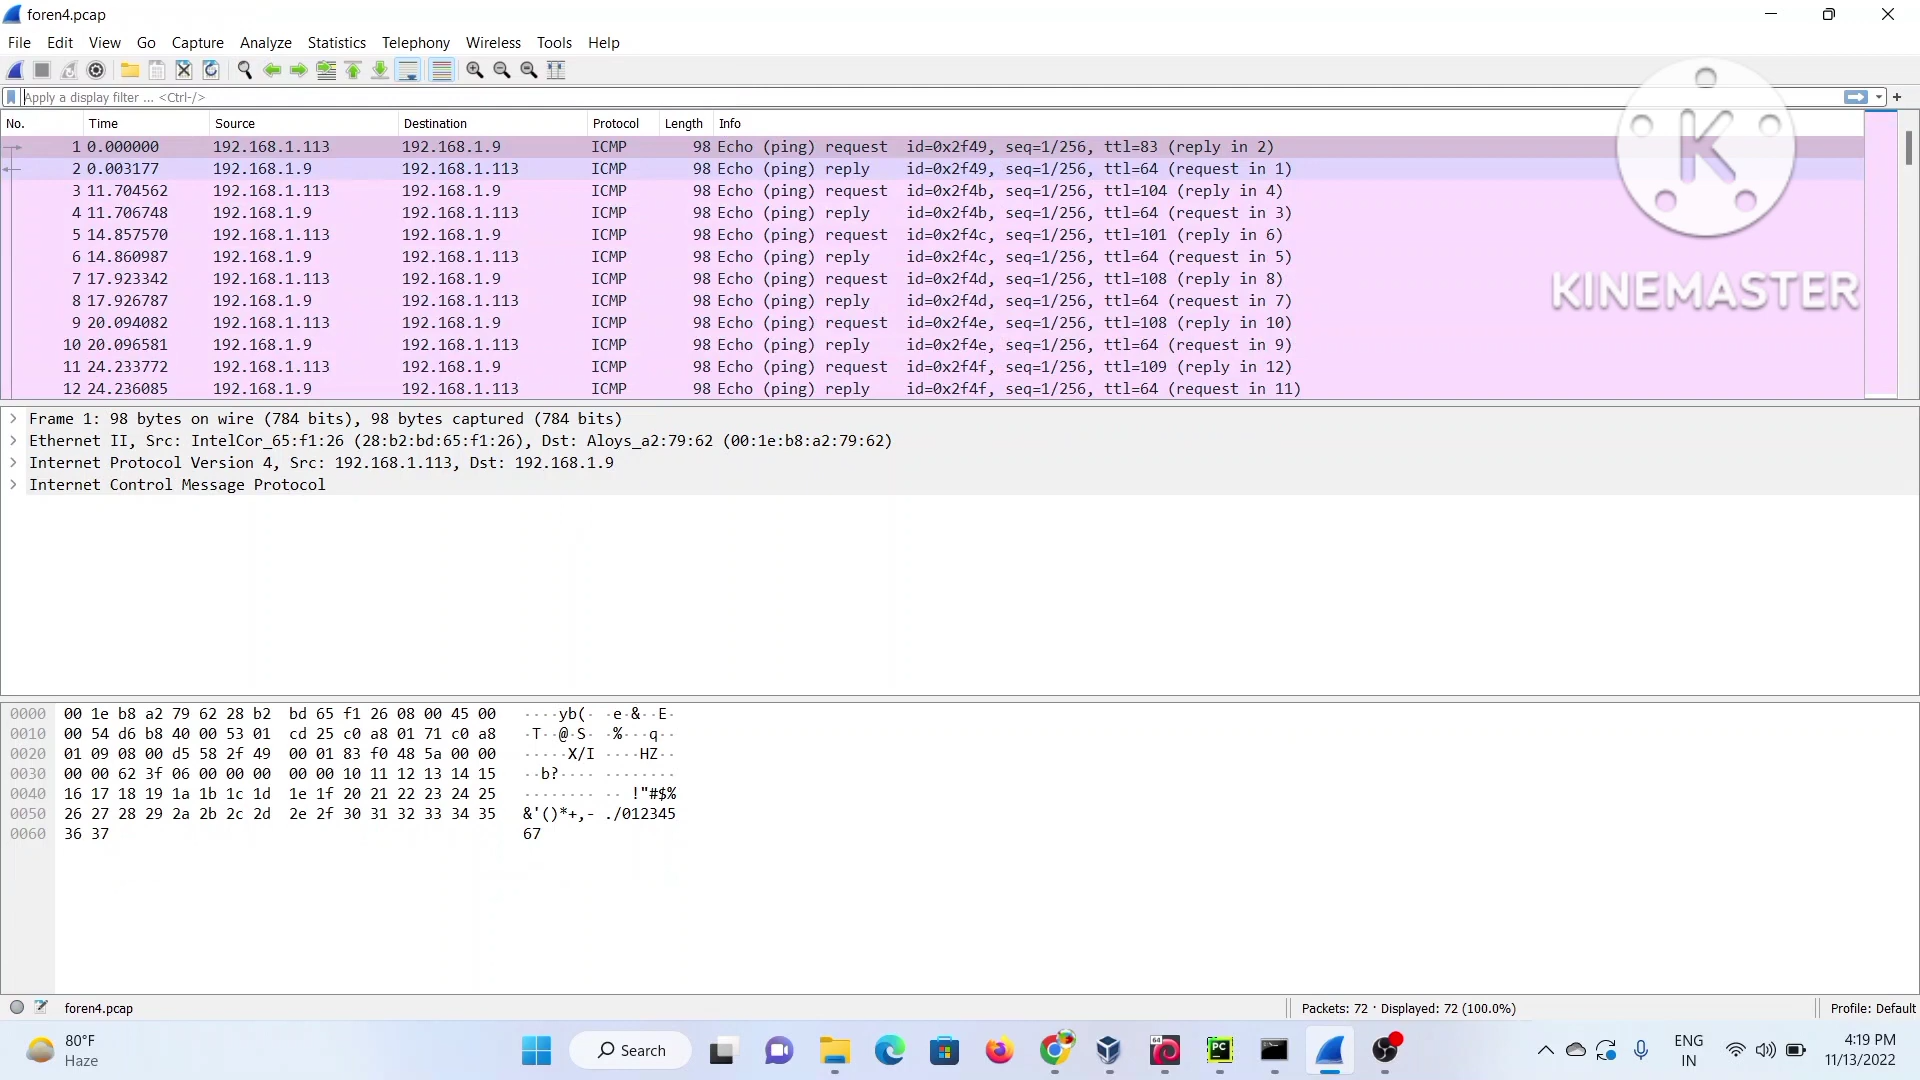 foren4.pcap
File Edit View Go Capture Analyze Statistics Telephony Wireless Tools Help
Apply a display filter ... <Ctrl-/>
No. Time Source Destination Protocol Length Info
1 0.000000 192.168.1.113 192.168.1.9 ICMP 98 Echo (ping) request id=0x2f49, seq=1/256, ttl=83 (reply in 2)
2 0.003177 192.168.1.9 192.168.1.113 ICMP 98 Echo (ping) reply id=0x2f49, seq=1/256, ttl=64 (request in 1)
3 11.704562 192.168.1.113 192.168.1.9 ICMP 98 Echo (ping) request id=0x2f4b, seq=1/256, ttl=104 (reply in 4)
4 11.706748 192.168.1.9 192.168.1.113 ICMP 98 Echo (ping) reply id=0x2f4b, seq=1/256, ttl=64 (request in 3)
5 14.857570 192.168.1.113 192.168.1.9 ICMP 98 Echo (ping) request id=0x2f4c, seq=1/256, ttl=101 (reply in 6)
6 14.860987 192.168.1.9 192.168.1.113 ICMP 98 Echo (ping) reply id=0x2f4c, seq=1/256, ttl=64 (request in 5)
7 17.923342 192.168.1.113 192.168.1.9 ICMP 98 Echo (ping) request id=0x2f4d, seq=1/256, ttl=108 (reply in 8)
8 17.926787 192.168.1.9 192.168.1.113 ICMP 98 Echo (ping) reply id=0x2f4d, seq=1/256, ttl=64 (request in 7)
9 20.094082 192.168.1.113 192.168.1.9 ICMP 98 Echo (ping) request id=0x2f4e, seq=1/256, ttl=108 (reply in 10)
10 20.096581 192.168.1.9 192.168.1.113 ICMP 98 Echo (ping) reply id=0x2f4e, seq=1/256, ttl=64 (request in 9)
11 24.233772 192.168.1.113 192.168.1.9 ICMP 98 Echo (ping) request id=0x2f4f, seq=1/256, ttl=109 (reply in 12)
12 24.236085 192.168.1.9 192.168.1.113 ICMP 98 Echo (ping) reply id=0x2f4f, seq=1/256, ttl=64 (request in 11)
K
KINEMASTER
Frame 1: 98 bytes on wire (784 bits), 98 bytes captured (784 bits)
Ethernet II, Src: IntelCor_65:f1:26 (28:b2:bd:65:f1:26), Dst: Aloys_a2:79:62 (00:1e:b8:a2:79:62)
Internet Protocol Version 4, Src: 192.168.1.113, Dst: 192.168.1.9
Internet Control Message Protocol
0000 00 1e b8 a2 79 62 28 b2 bd 65 f1 26 08 00 45 00 ····yb(· ·e·&··E·
0010 00 54 d6 b8 40 00 53 01 cd 25 c0 a8 01 71 c0 a8 ·T··@·S· ·%···q··
0020 01 09 08 00 d5 58 2f 49 00 01 83 f0 48 5a 00 00 ·····X/I ····HZ··
0030 00 00 62 3f 06 00 00 00 00 00 10 11 12 13 14 15 ··b?···· ········
0040 16 17 18 19 1a 1b 1c 1d 1e 1f 20 21 22 23 24 25 ········ ·· !"#$%
0050 26 27 28 29 2a 2b 2c 2d 2e 2f 30 31 32 33 34 35 &'()*+,- ./012345
0060 36 37 67
foren4.pcap Packets: 72 · Displayed: 72 (100.0%) Profile: Default
80°F
Haze
Search
64
PC
ENG
IN
4:19 PM
11/13/2022